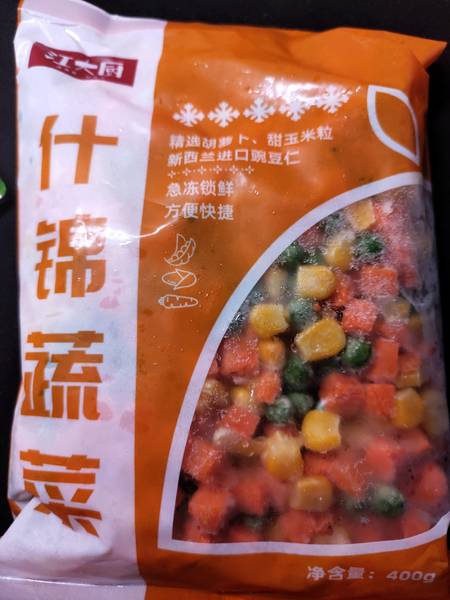 江大厨
什锦蔬菜
精选胡萝卜、甜玉米粒
新西兰进口豌豆仁
急冻锁鲜
方便快捷
净含量：400g